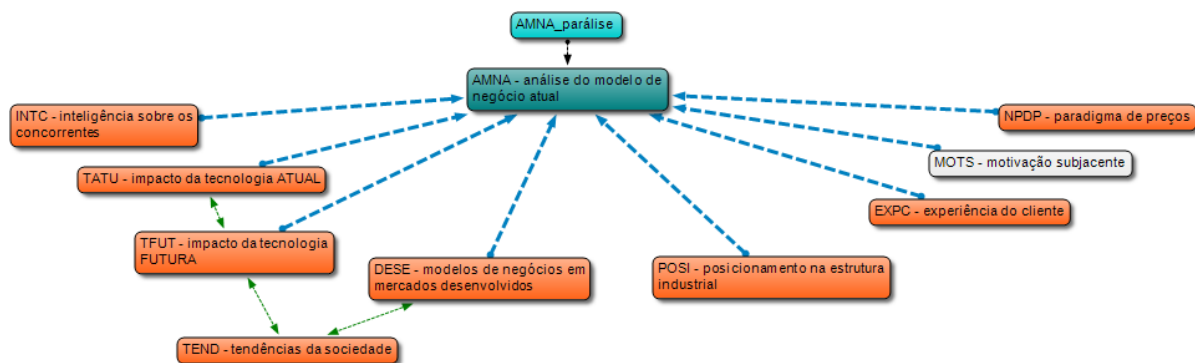 AMNA_parálise
AMNA - análise do modelo de
negócio atual
INTC - inteligência sobre os
concorrentes
NPDP - paradigma de preços
MOTS - motivação subjacente
TATU - impacto da tecnologia ATUAL
EXPC - experiência do cliente
TFUT - impacto da tecnologia
FUTURA
DESE - modelos de negócios em
mercados desenvolvidos
POSI - posicionamento na estrutura
industrial
TEND - tendências da sociedade